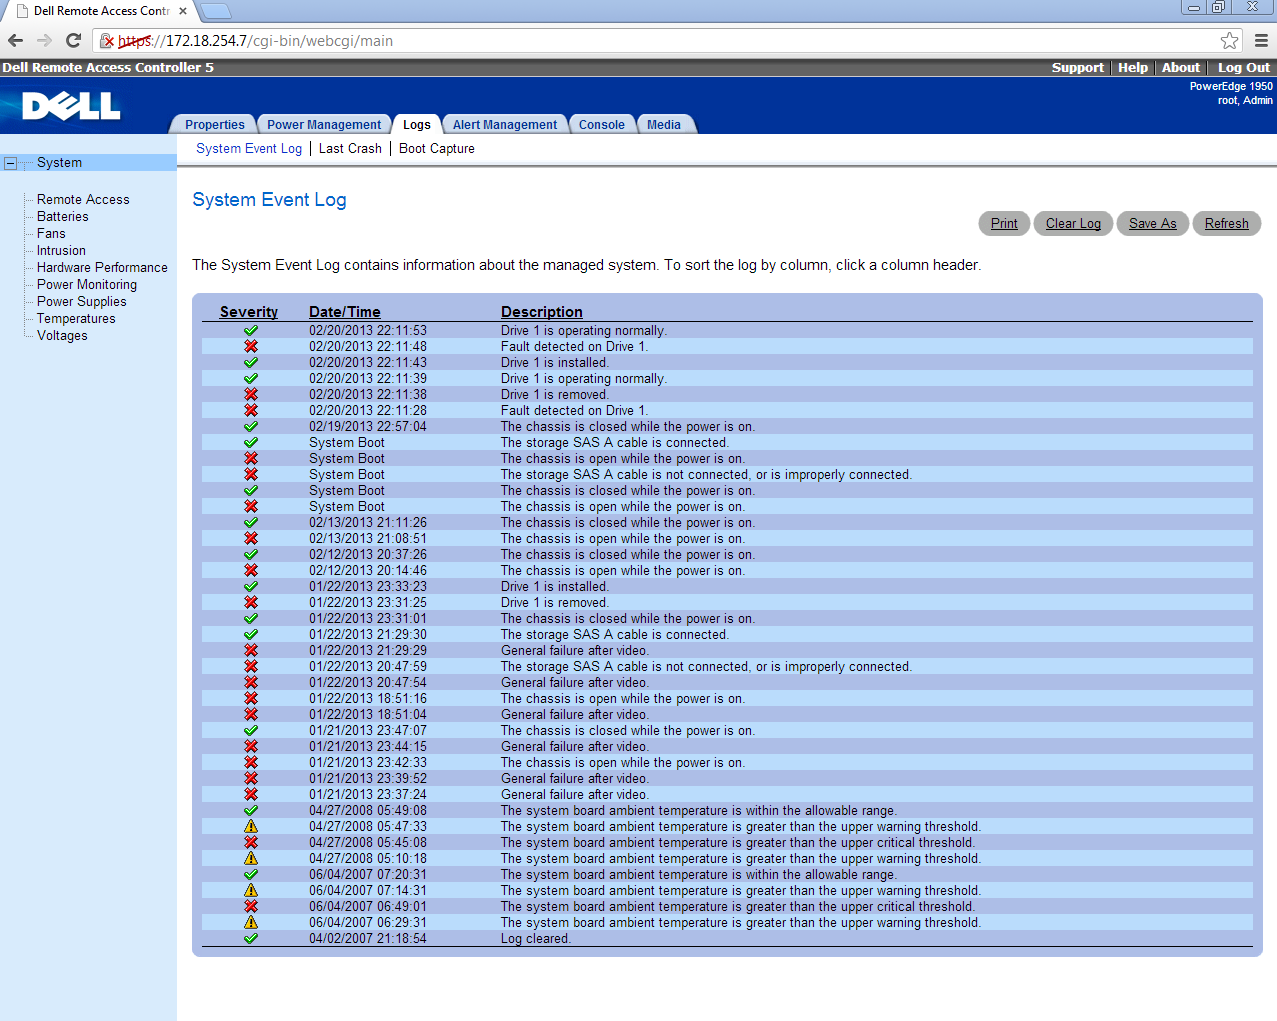 Dell Remote Access Contr
https://172.18.254.7/cgi-bin/webcgi/main
Dell Remote Access Controller 5
Support | Help | About | Log Out
DELL
PowerEdge 1950
root, Admin
Properties Power Management Logs Alert Management Console Media
System Event Log | Last Crash | Boot Capture
System
Remote Access
Batteries
Fans
Intrusion
Hardware Performance
Power Monitoring
Power Supplies
Temperatures
Voltages
System Event Log
Print Clear Log Save As Refresh
The System Event Log contains information about the managed system. To sort the log by column, click a column header.
Severity Date/Time Description
02/20/2013 22:11:53 Drive 1 is operating normally.
02/20/2013 22:11:48 Fault detected on Drive 1.
02/20/2013 22:11:43 Drive 1 is installed.
02/20/2013 22:11:39 Drive 1 is operating normally.
02/20/2013 22:11:38 Drive 1 is removed.
02/20/2013 22:11:28 Fault detected on Drive 1.
02/19/2013 22:57:04 The chassis is closed while the power is on.
System Boot The storage SAS A cable is connected.
System Boot The chassis is open while the power is on.
System Boot The storage SAS A cable is not connected, or is improperly connected.
System Boot The chassis is closed while the power is on.
System Boot The chassis is open while the power is on.
02/13/2013 21:11:26 The chassis is closed while the power is on.
02/13/2013 21:08:51 The chassis is open while the power is on.
02/12/2013 20:37:26 The chassis is closed while the power is on.
02/12/2013 20:14:46 The chassis is open while the power is on.
01/22/2013 23:33:23 Drive 1 is installed.
01/22/2013 23:31:25 Drive 1 is removed.
01/22/2013 23:31:01 The chassis is closed while the power is on.
01/22/2013 21:29:30 The storage SAS A cable is connected.
01/22/2013 21:29:29 General failure after video.
01/22/2013 20:47:59 The storage SAS A cable is not connected, or is improperly connected.
01/22/2013 20:47:54 General failure after video.
01/22/2013 18:51:16 The chassis is open while the power is on.
01/22/2013 18:51:04 General failure after video.
01/21/2013 23:47:07 The chassis is closed while the power is on.
01/21/2013 23:44:15 General failure after video.
01/21/2013 23:42:33 The chassis is open while the power is on.
01/21/2013 23:39:52 General failure after video.
01/21/2013 23:37:24 General failure after video.
04/27/2008 05:49:08 The system board ambient temperature is within the allowable range.
04/27/2008 05:47:33 The system board ambient temperature is greater than the upper warning threshold.
04/27/2008 05:45:08 The system board ambient temperature is greater than the upper critical threshold.
04/27/2008 05:10:18 The system board ambient temperature is greater than the upper warning threshold.
06/04/2007 07:20:31 The system board ambient temperature is within the allowable range.
06/04/2007 07:14:31 The system board ambient temperature is greater than the upper warning threshold.
06/04/2007 06:49:01 The system board ambient temperature is greater than the upper critical threshold.
06/04/2007 06:29:31 The system board ambient temperature is greater than the upper warning threshold.
04/02/2007 21:18:54 Log cleared.